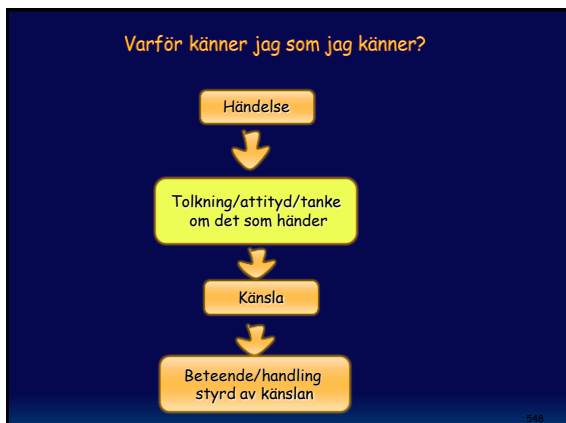 Varför känner jag som jag känner?
Händelse
Tolkning/attityd/tanke
om det som händer
Känsla
Beteende/handling
styrd av känslan
548